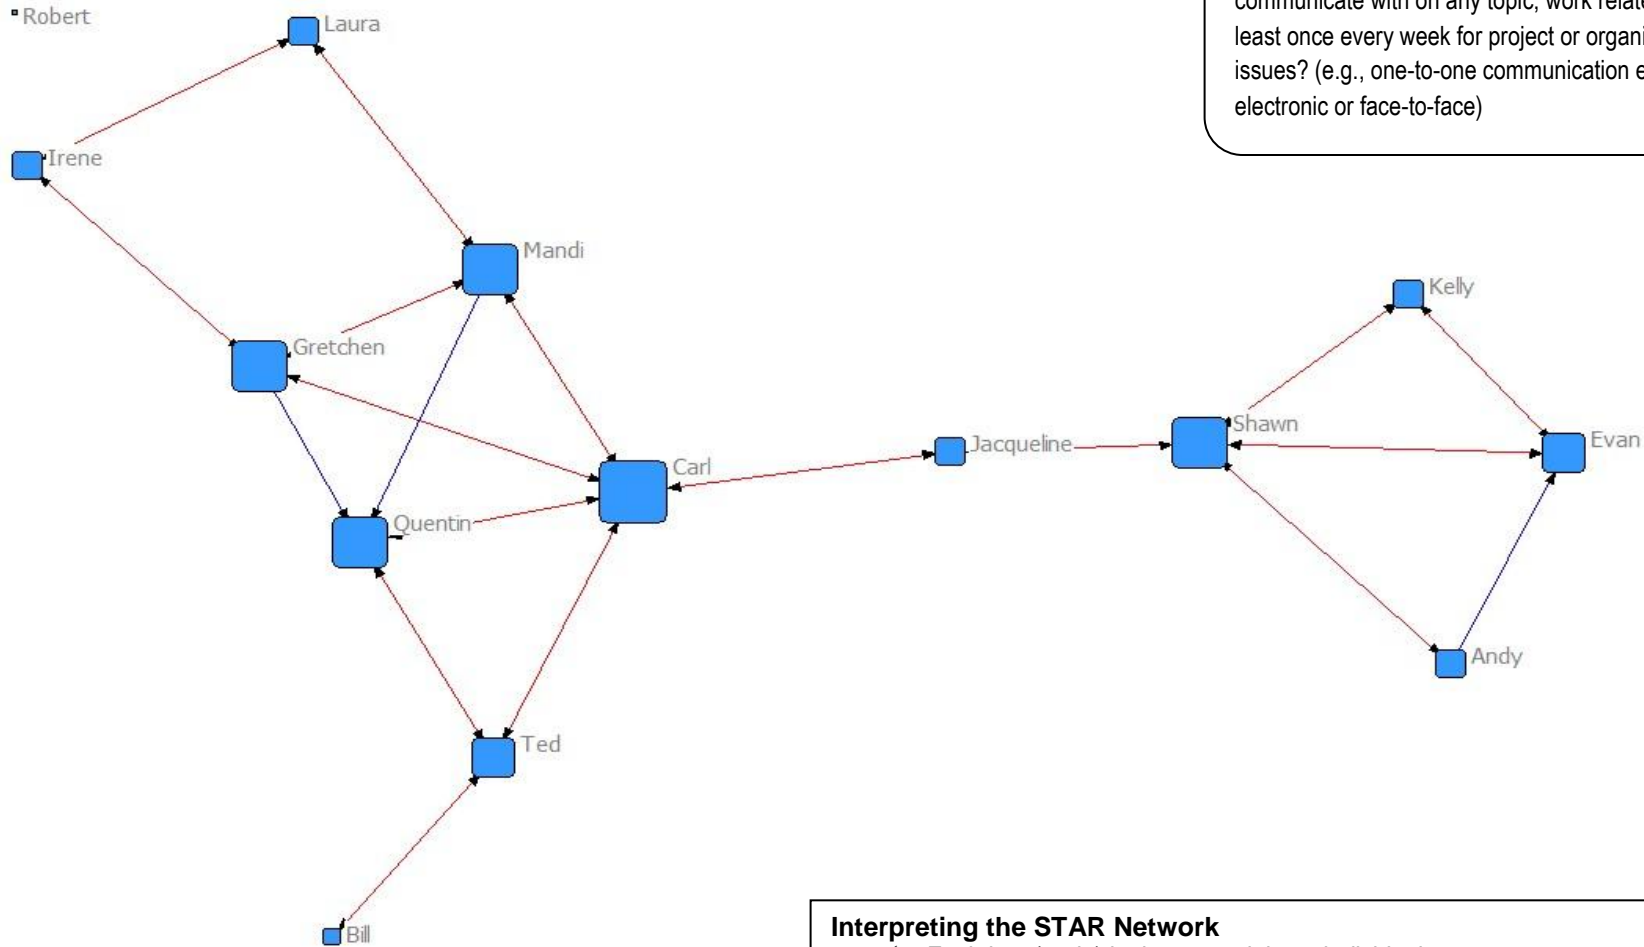 Robert
Laura
communicate with on any topic, work relate
least once every week for project or organi
issues? (e.g., one-to-one communication e
electronic or face-to-face)
Irene
Mandi
Kelly
Gretchen
Shawn
Evan
Jacqueline
Carl
Quentin
Andy
Ted
Bill
Interpreting the STAR Network